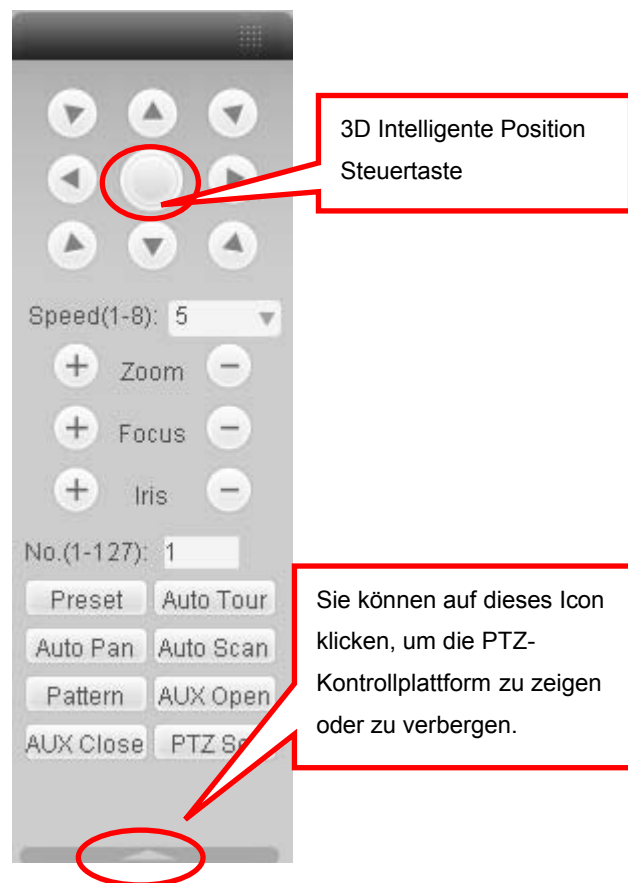 3D Intelligente Position
Steuertaste
Speed(1-8): 5
+ Zoom −
+ Focus −
+ Iris −
No.(1-127): 1
Preset Auto Tour
Auto Pan Auto Scan
Pattern AUX Open
AUX Close PTZ
Sie können auf dieses Icon
klicken, um die PTZ-
Kontrollplattform zu zeigen
oder zu verbergen.